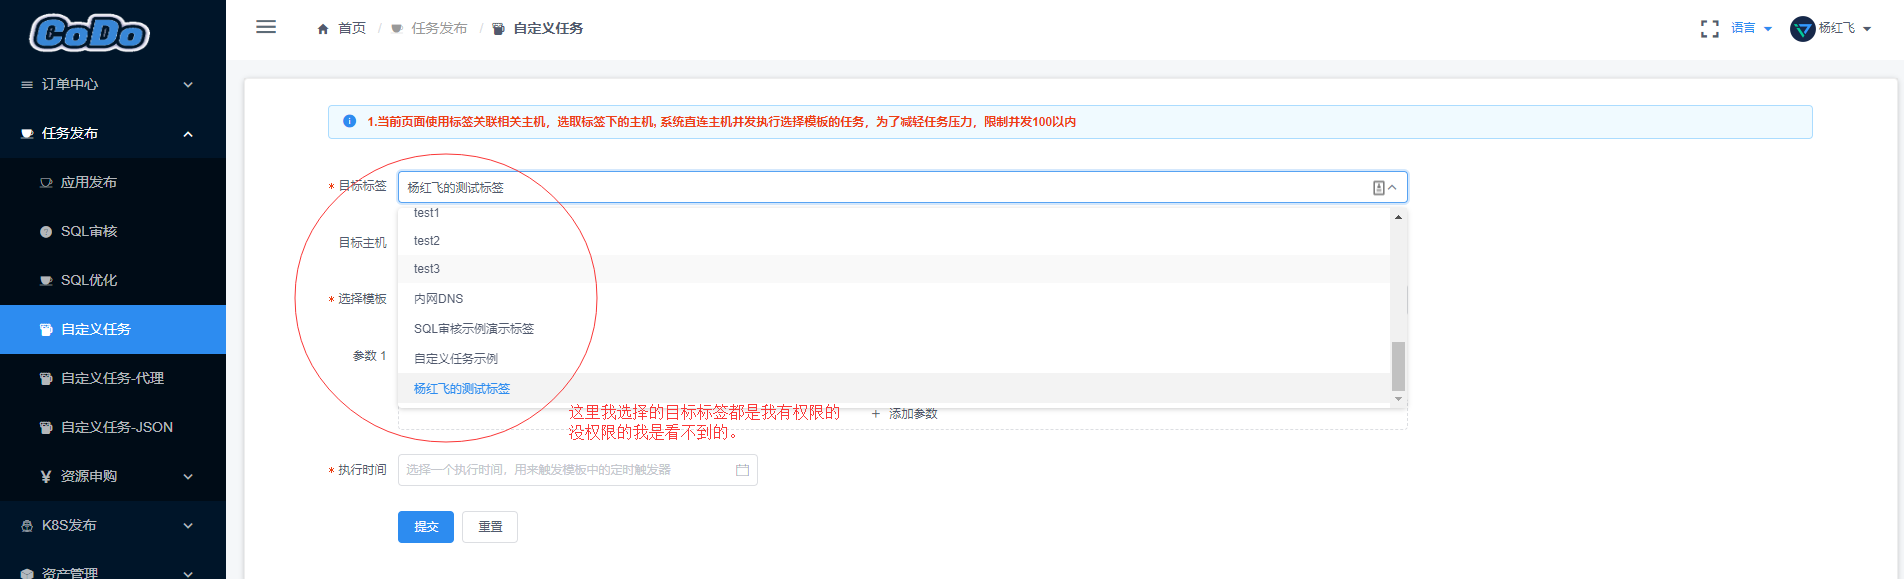 CoDo
首页 / 任务发布 / 自定义任务
语言
杨红飞
订单中心
任务发布
应用发布
SQL审核
SQL优化
自定义任务
自定义任务-代理
自定义任务-JSON
¥ 资源申购
K8S发布
资产管理
1.当前页面使用标签关联相关主机，选取标签下的主机, 系统直连主机并发执行选择模板的任务，为了减轻任务压力，限制并发100以内
* 目标标签
杨红飞的测试标签
test1
目标主机
test2
test3
* 选择模板
内网DNS
SQL审核示例演示标签
参数 1
自定义任务示例
杨红飞的测试标签
这里我选择的目标标签都是我有权限的
没权限的我是看不到的。
+ 添加参数
* 执行时间
选择一个执行时间，用来触发模板中的定时触发器
提交
重置